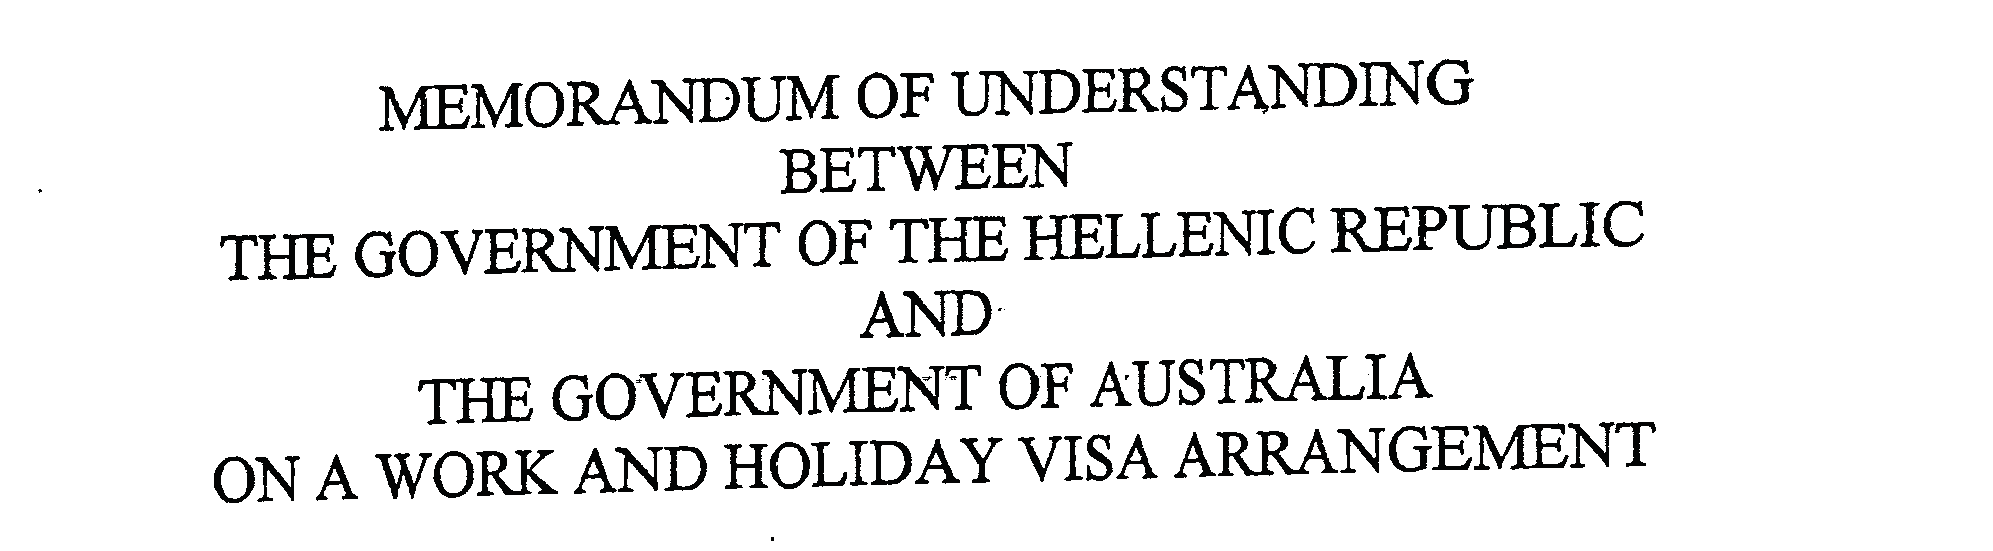 MEMORANDUM OF UNDERSTANDING
BETWEEN
THE GOVERNMENT OF THE HELLENIC REPUBLIC
AND
THE GOVERNMENT OF AUSTRALIA
ON A WORK AND HOLIDAY VISA ARRANGEMENT